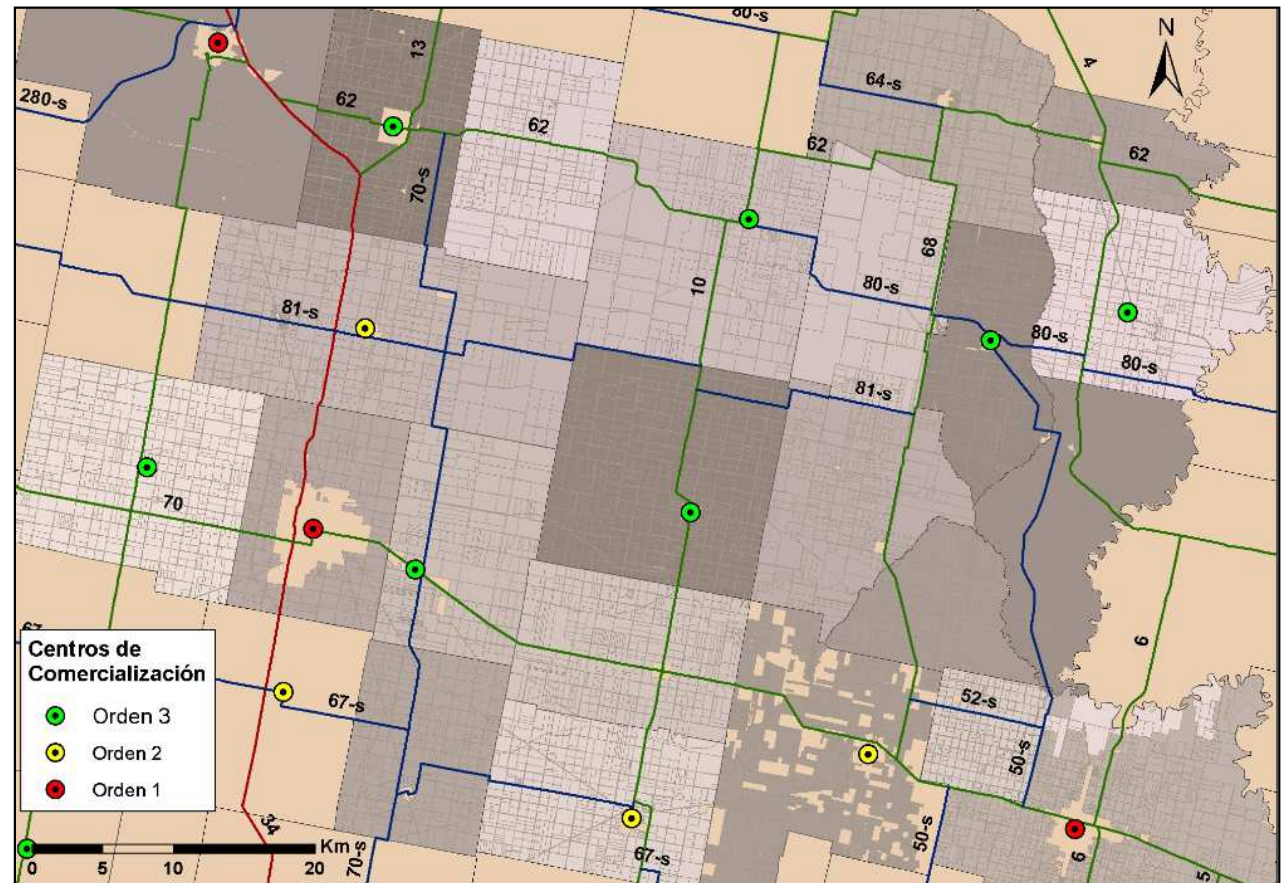 80-s
N
4
13
64-s
280-s
62
62
62
62
70-s
68
10
80-s
81-s
80-s
80-s
81-s
70
6
67
Centros de
Comercialización
Orden 3
Orden 2
Orden 1
67-s
52-s
50-s
34
Km
0 5 10 20
70-s
67-s
50-s
6
5